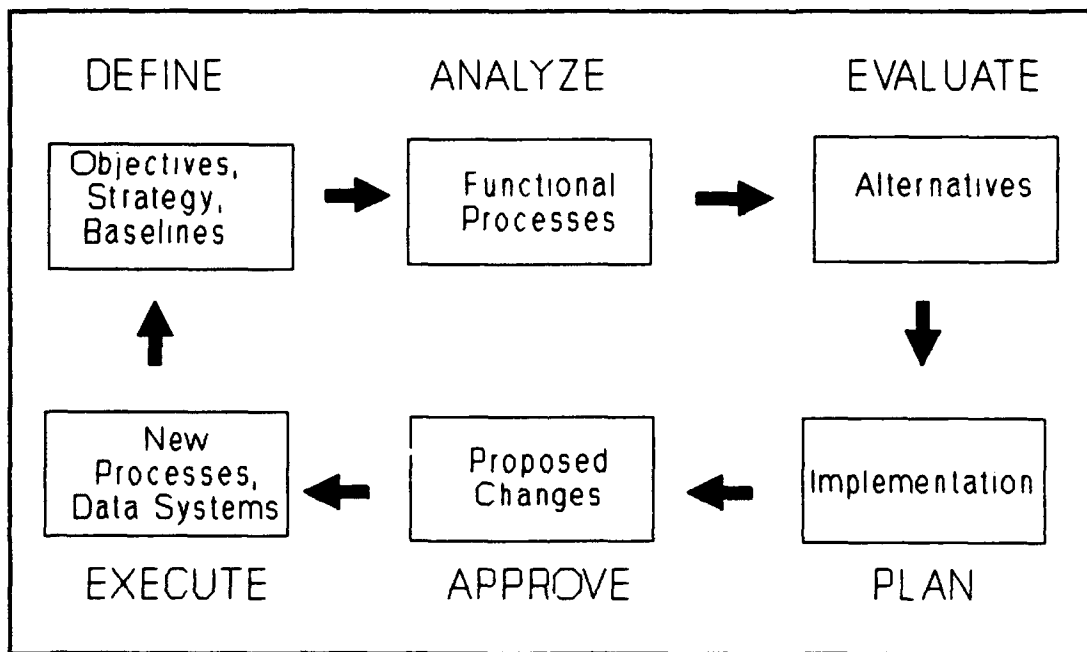 DEFINE
ANALYZE
EVALUATE
Objectives,
Strategy,
Baselines
Functional
Processes
Alternatives
New
Processes,
Data Systems
Proposed
Changes
Implementation
EXECUTE
APPROVE
PLAN